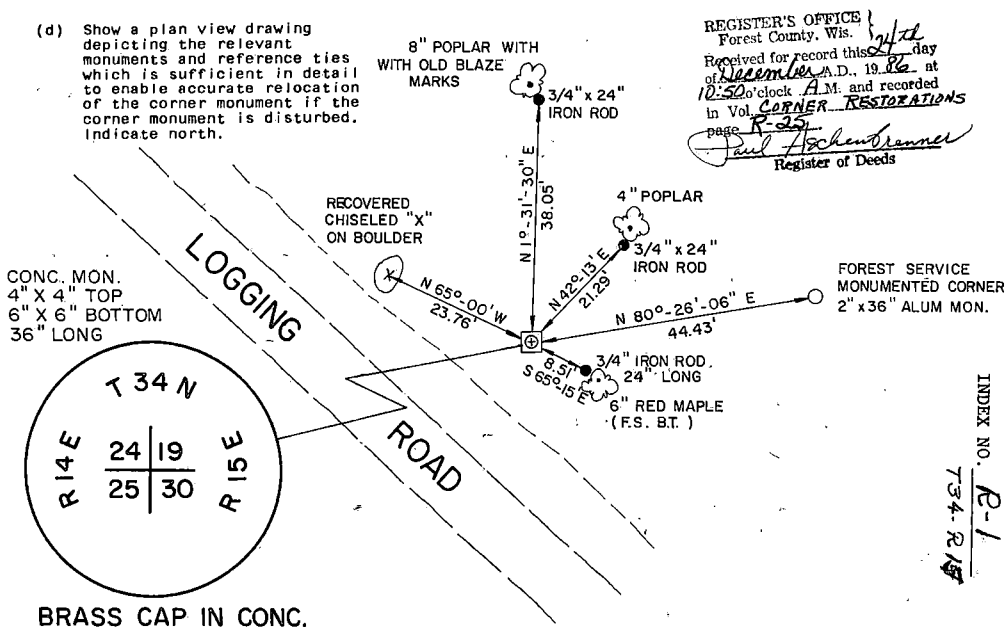 (d) Show a plan view drawing
depicting the relevant
monuments and reference ties
which is sufficient in detail
to enable accurate relocation
of the corner monument if the
corner monument is disturbed.
Indicate north.
8" POPLAR WITH
WITH OLD BLAZE
MARKS
3/4" x 24"
IRON ROD
REGISTER'S OFFICE }
Forest County, Wis. }
Received for record this 24th day
of December A.D., 1986 at
10:50 o'clock A.M. and recorded
in Vol. CORNER RESTORATIONS
page R-25
Paul Aschenbrenner
Register of Deeds
N 1°-31'-30" E
38.05'
RECOVERED
CHISELED "X"
ON BOULDER
X
4" POPLAR
3/4" x 24"
IRON ROD
N 42°-13' E
21.29'
N 65°-00' W
23.76'
N 80°-26'-06" E
44.43'
FOREST SERVICE
MONUMENTED CORNER
2" x 36" ALUM MON.
LOGGING
ROAD
CONC. MON.
4" X 4" TOP
6" X 6" BOTTOM
36" LONG
8.51'
S 65°-15' E
3/4" IRON ROD
24" LONG
6" RED MAPLE
(F.S. B.T.)
T 34 N
R 14 E
24 19
25 30
R 15 E
BRASS CAP IN CONC.
INDEX NO. R-1
T34-R